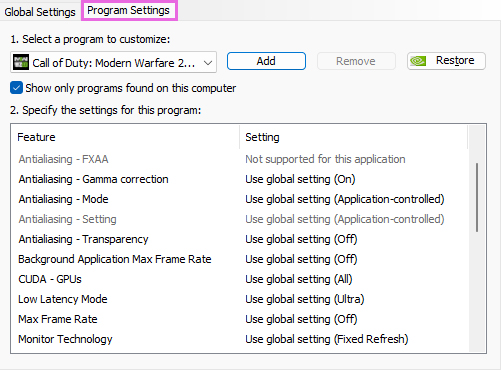 Global Settings Program Settings
1. Select a program to customize:
Call of Duty: Modern Warfare 2... Add Remove Restore
Show only programs found on this computer
2. Specify the settings for this program:
Feature Setting
Antialiasing - FXAA Not supported for this application
Antialiasing - Gamma correction Use global setting (On)
Antialiasing - Mode Use global setting (Application-controlled)
Antialiasing - Setting Use global setting (Application-controlled)
Antialiasing - Transparency Use global setting (Off)
Background Application Max Frame Rate Use global setting (Off)
CUDA - GPUs Use global setting (All)
Low Latency Mode Use global setting (Ultra)
Max Frame Rate Use global setting (Off)
Monitor Technology Use global setting (Fixed Refresh)